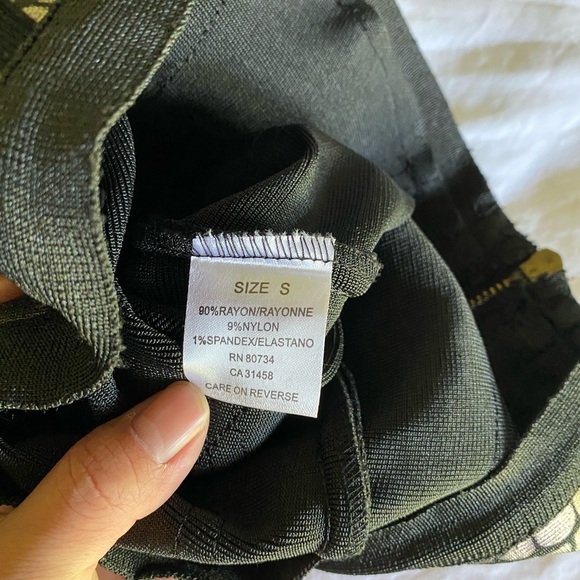 SIZE S
90%RAYON/RAYONNE
9%NYLON
1%SPANDEX/ELASTANO
RN 80734
CA 31458
CARE ON REVERSE